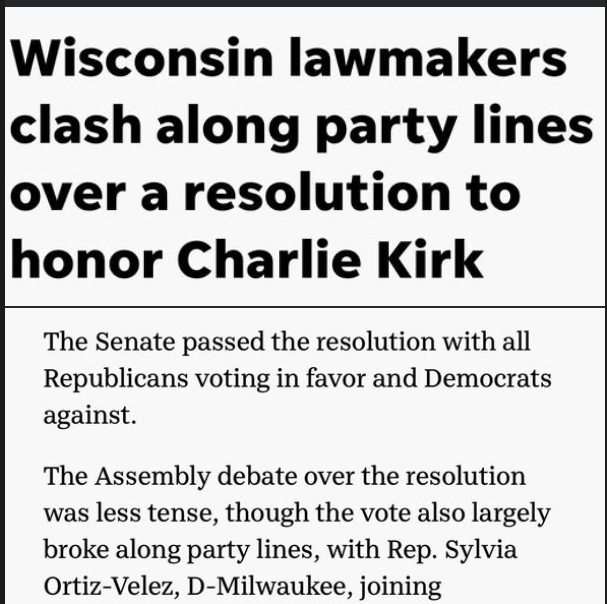 Wisconsin lawmakers
clash along party lines
over a resolution to
honor Charlie Kirk
The Senate passed the resolution with all
Republicans voting in favor and Democrats
against.
The Assembly debate over the resolution
was less tense, though the vote also largely
broke along party lines, with Rep. Sylvia
Ortiz-Velez, D-Milwaukee, joining